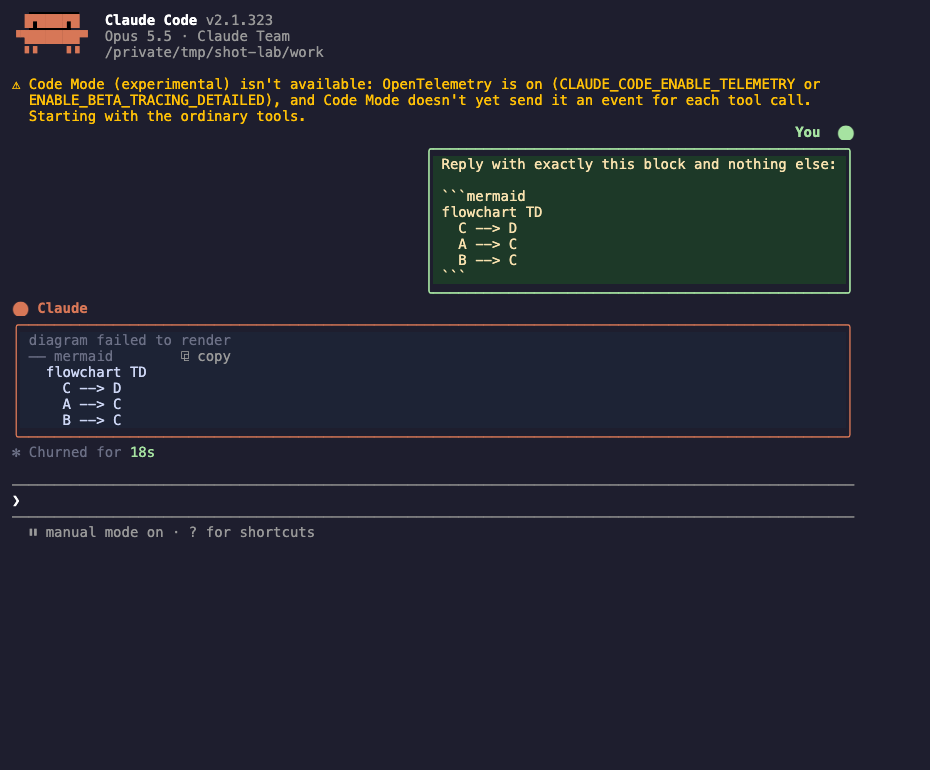 Claude Code v2.1.323
Opus 5.5 · Claude Team
/private/tmp/shot-lab/work
⚠ Code Mode (experimental) isn't available: OpenTelemetry is on (CLAUDE_CODE_ENABLE_TELEMETRY or
ENABLE_BETA_TRACING_DETAILED), and Code Mode doesn't yet send it an event for each tool call.
Starting with the ordinary tools.
You
Reply with exactly this block and nothing else:
```mermaid
flowchart TD
  C --> D
  A --> C
  B --> C
```
Claude
diagram failed to render
── mermaid ⧉ copy
flowchart TD
  C --> D
  A --> C
  B --> C
✻ Churned for 18s
❯
⏸ manual mode on · ? for shortcuts